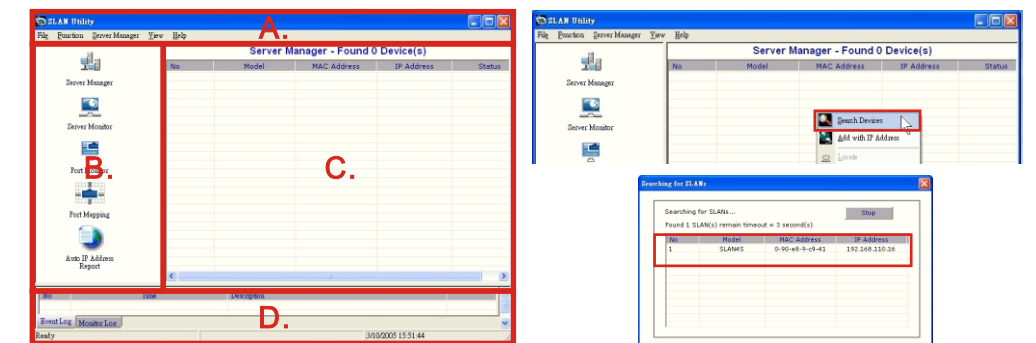 SLAN Utility
A.
File Function Server Manager View Help
Server Manager - Found 0 Device(s)
No Model MAC Address IP Address Status
Server Manager
Server Monitor
B.
Port Monitor
C.
Port Mapping
Auto IP Address
Report
No Time Description
D.
Event Log Monitor Log
Ready 3/10/2005 15:51:44
SLAN Utility
File Function Server Manager View Help
Server Manager - Found 0 Device(s)
No Model MAC Address IP Address Status
Server Manager
Server Monitor
Search Devices
Add with IP Address
Locate
Searching for SLANs
Searching for SLANs...
Stop
Found 1 SLAN(s) remain timeout = 3 second(s)
No Model MAC Address IP Address
1 SLAN4S 0-90-e8-9-c9-41 192.168.110.16